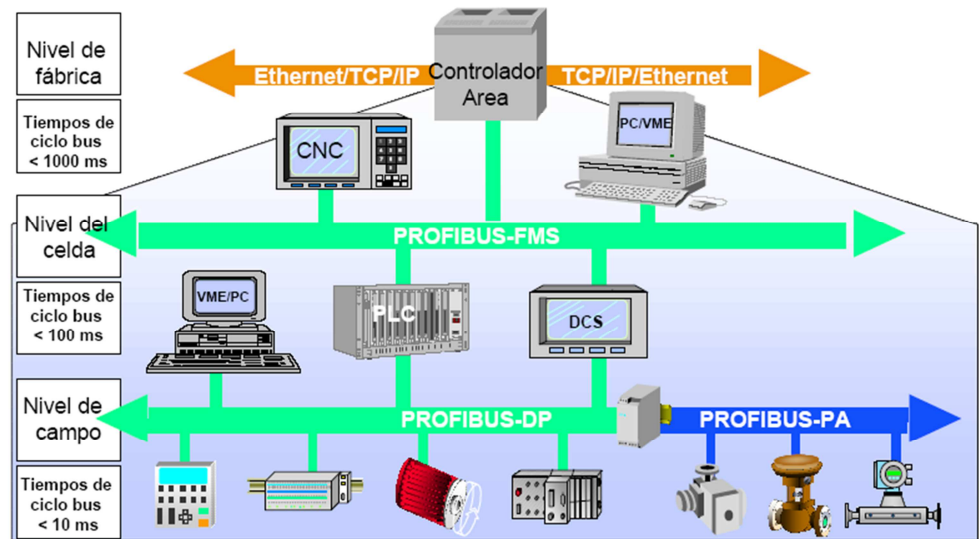 Nivel de
fábrica
Ethernet/TCP/IP
Controlador
Area
TCP/IP/Ethernet
Tiempos de
ciclo bus
< 1000 ms
CNC
PC/VME
Nivel del
celda
PROFIBUS-FMS
Tiempos de
ciclo bus
< 100 ms
VME/PC
PLC
DCS
Nivel de
campo
PROFIBUS-DP
PROFIBUS-PA
Tiempos de
ciclo bus
< 10 ms